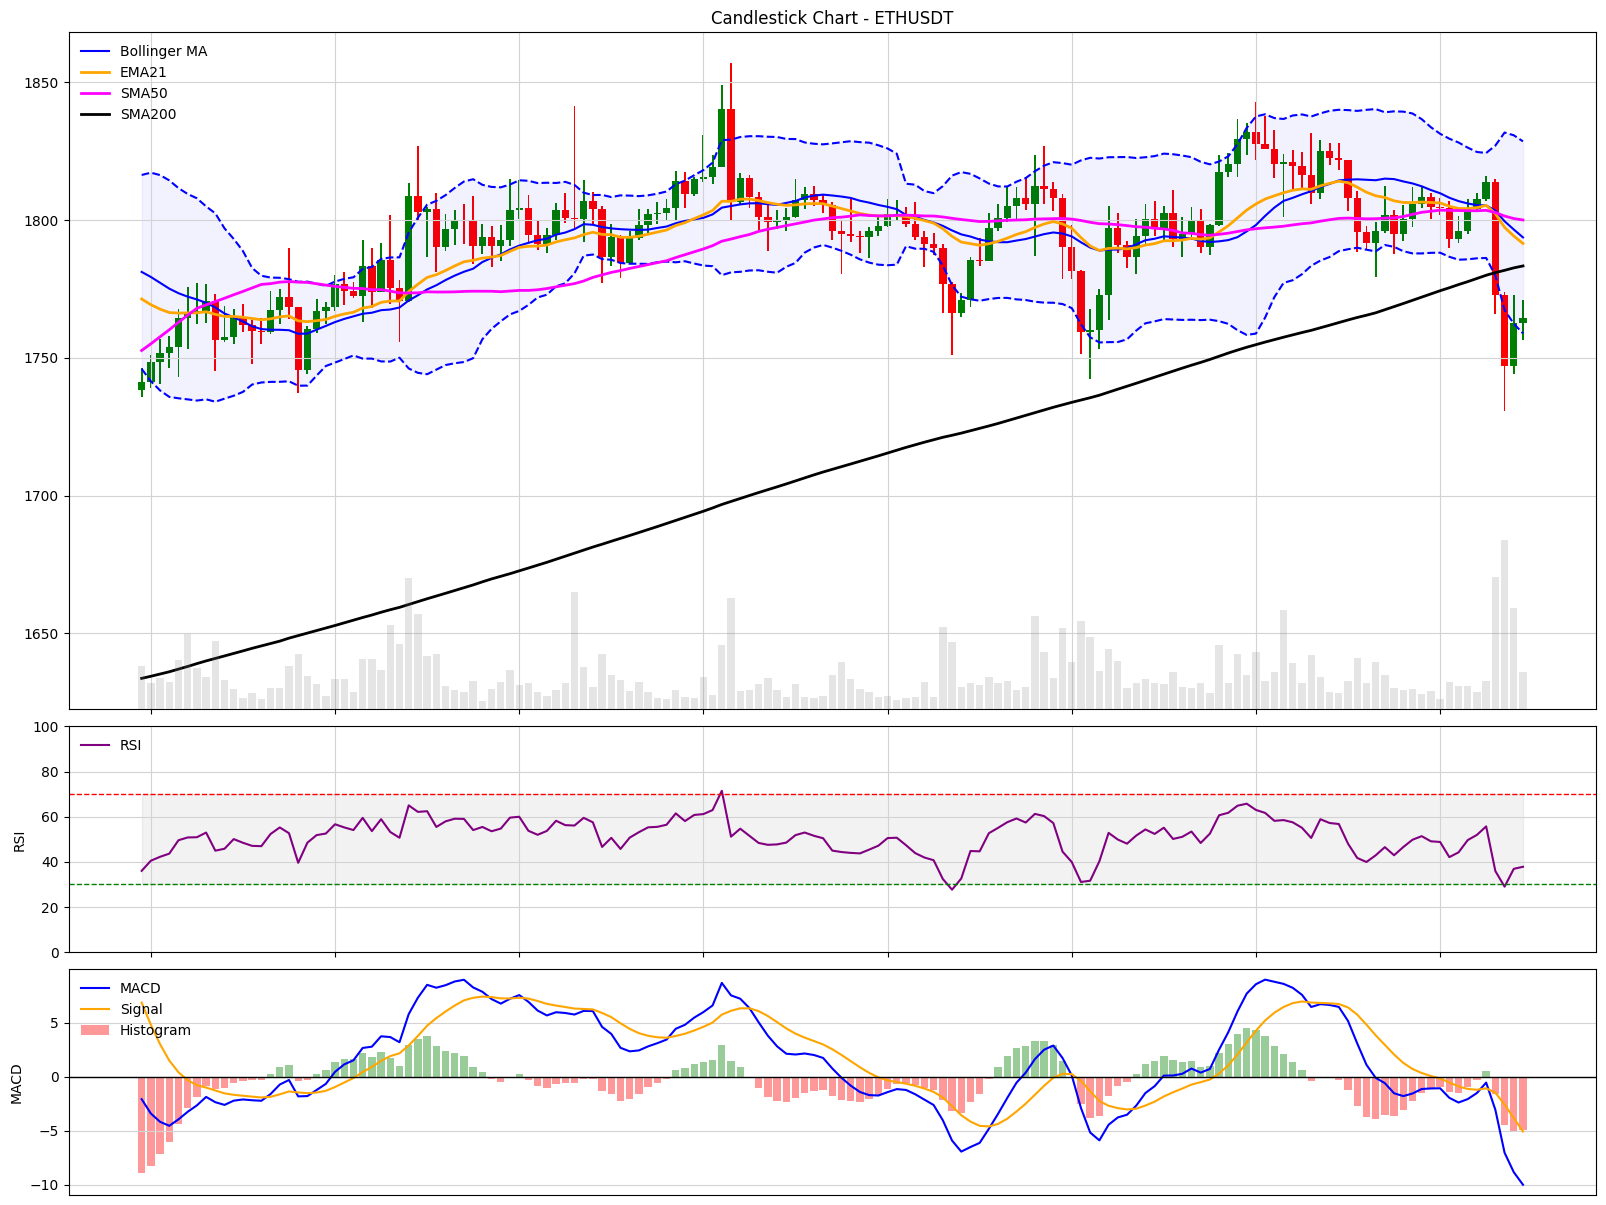 Candlestick Chart - ETHUSDT
Bollinger MA
EMA21
SMA50
SMA200
1850
1800
1750
1700
1650
RSI
100
80
60
40
20
0
RSI
MACD
Signal
Histogram
5
0
−5
−10
MACD